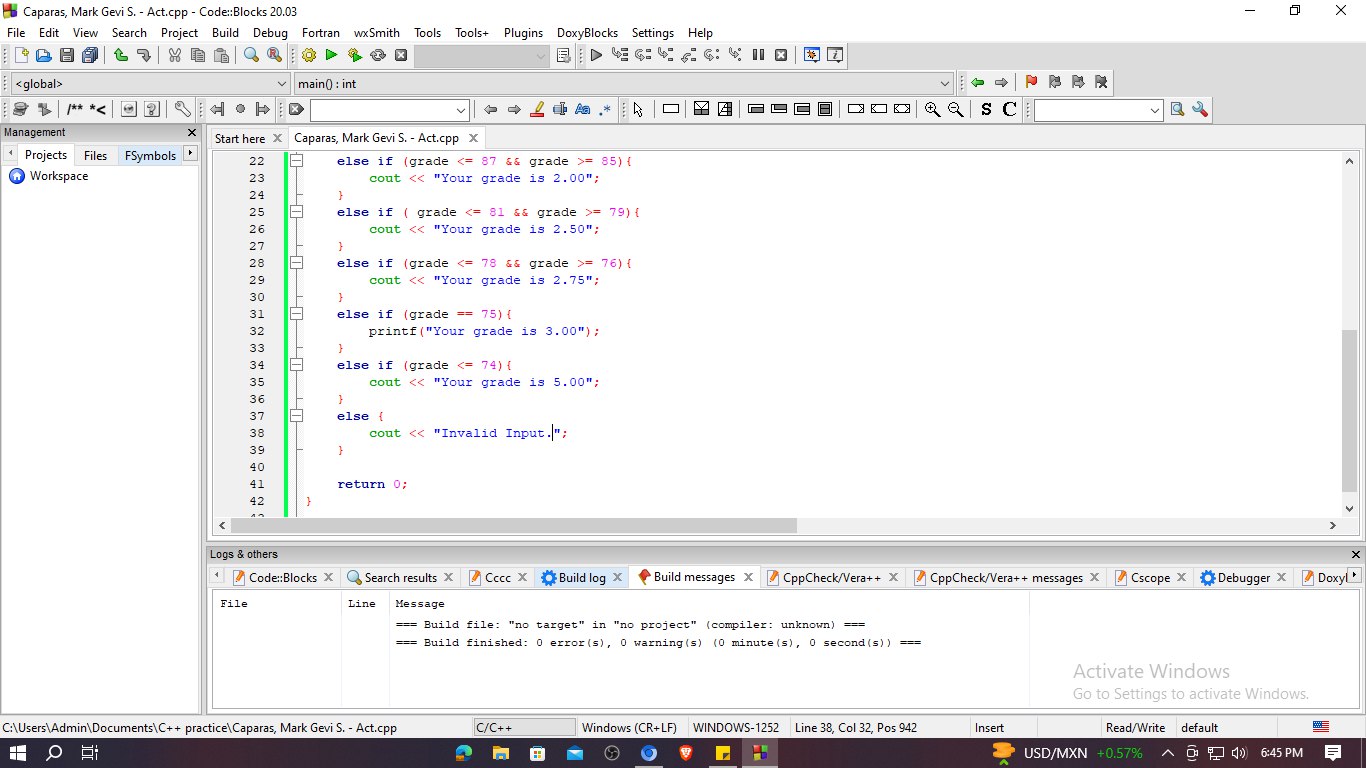 Caparas, Mark Gevi S. - Act.cpp - Code::Blocks 20.03
File Edit View Search Project Build Debug Fortran wxSmith Tools Tools+ Plugins DoxyBlocks Settings Help
<global> main() : int
/** *<
Aa .* S C
Management
Projects Files FSymbols
Workspace
Start here Caparas, Mark Gevi S. - Act.cpp
22 else if (grade <= 87 && grade >= 85){
23 cout << "Your grade is 2.00";
24 }
25 else if ( grade <= 81 && grade >= 79){
26 cout << "Your grade is 2.50";
27 }
28 else if (grade <= 78 && grade >= 76){
29 cout << "Your grade is 2.75";
30 }
31 else if (grade == 75){
32 printf("Your grade is 3.00");
33 }
34 else if (grade <= 74){
35 cout << "Your grade is 5.00";
36 }
37 else {
38 cout << "Invalid Input.";
39 }
40
41 return 0;
42 }
Logs & others
Code::Blocks Search results Cccc Build log Build messages CppCheck/Vera++ CppCheck/Vera++ messages Cscope Debugger Doxyl
File Line Message
=== Build file: "no target" in "no project" (compiler: unknown) ===
=== Build finished: 0 error(s), 0 warning(s) (0 minute(s), 0 second(s)) ===
Activate Windows
Go to Settings to activate Windows.
C:\Users\Admin\Documents\C++ practice\Caparas, Mark Gevi S. - Act.cpp C/C++ Windows (CR+LF) WINDOWS-1252 Line 38, Col 32, Pos 942 Insert Read/Write default
USD/MXN +0.57% 6:45 PM